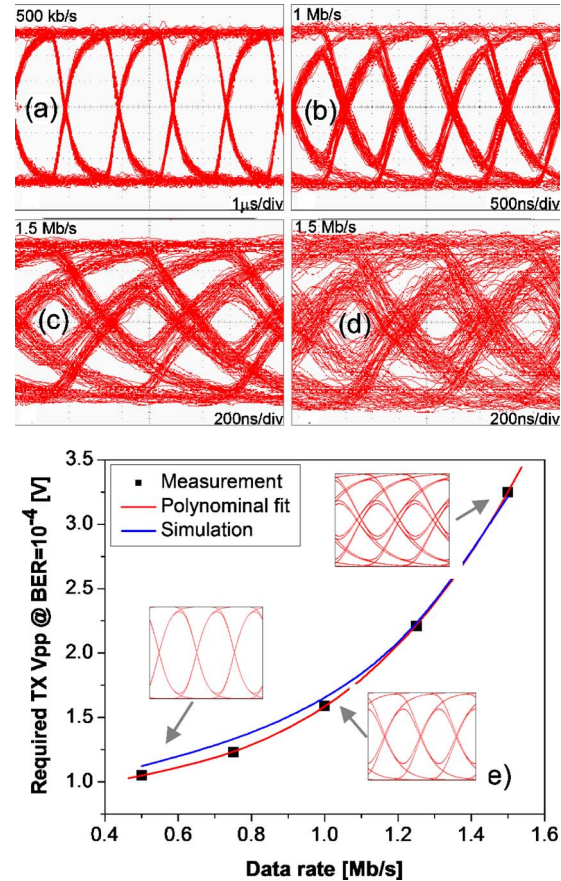 500 kb/s
(a)
1μs/div
1 Mb/s
(b)
500ns/div
1.5 Mb/s
(c)
200ns/div
1.5 Mb/s
(d)
200ns/div
Required TX Vpp @ BER=10⁻⁴ [V]
3.5
3.0
2.5
2.0
1.5
1.0
Measurement
Polynominal fit
Simulation
e)
0.4 0.6 0.8 1.0 1.2 1.4 1.6
Data rate [Mb/s]